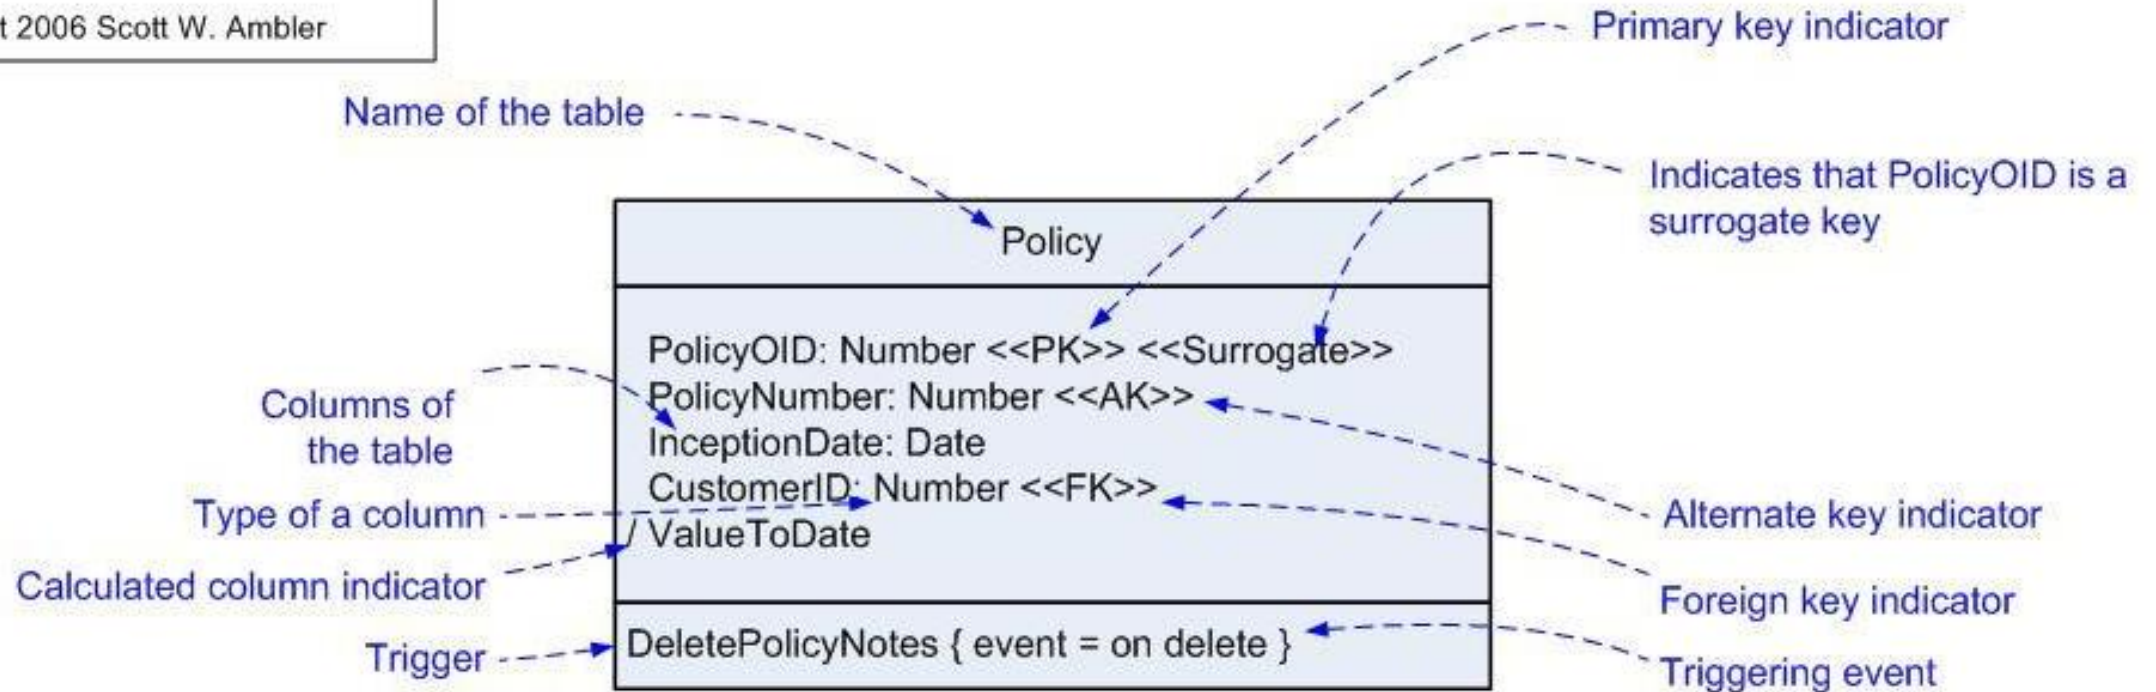 t 2006 Scott W. Ambler
Primary key indicator
Name of the table
Indicates that PolicyOID is a
surrogate key
Policy
PolicyOID: Number <<PK>> <<Surrogate>>
PolicyNumber: Number <<AK>>
InceptionDate: Date
CustomerID: Number <<FK>>
/ ValueToDate
Columns of
the table
Type of a column
Calculated column indicator
Alternate key indicator
Foreign key indicator
Trigger
DeletePolicyNotes { event = on delete }
Triggering event